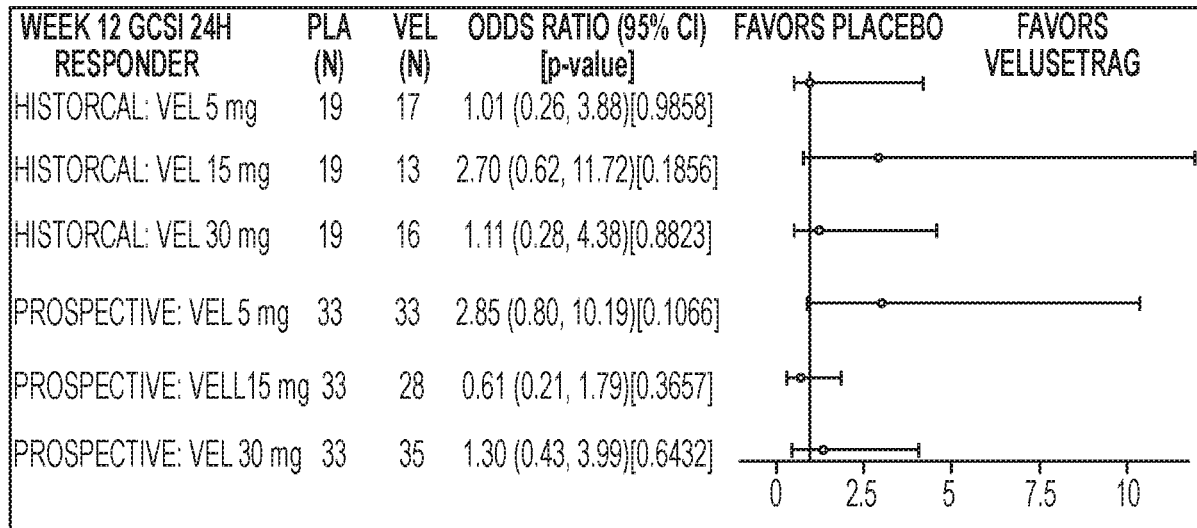 WEEK 12 GCSI 24H PLA VEL ODDS RATIO (95% CI) FAVORS PLACEBO FAVORS
RESPONDER (N) (N) [p-value] VELUSETRAG
HISTORCAL: VEL 5 mg 19 17 1.01 (0.26, 3.88)[0.9858]
HISTORCAL: VEL 15 mg 19 13 2.70 (0.62, 11.72)[0.1856]
HISTORCAL: VEL 30 mg 19 16 1.11 (0.28, 4.38)[0.8823]
PROSPECTIVE: VEL 5 mg 33 33 2.85 (0.80, 10.19)[0.1066]
PROSPECTIVE: VELL15 mg 33 28 0.61 (0.21, 1.79)[0.3657]
PROSPECTIVE: VEL 30 mg 33 35 1.30 (0.43, 3.99)[0.6432]
0 2.5 5 7.5 10